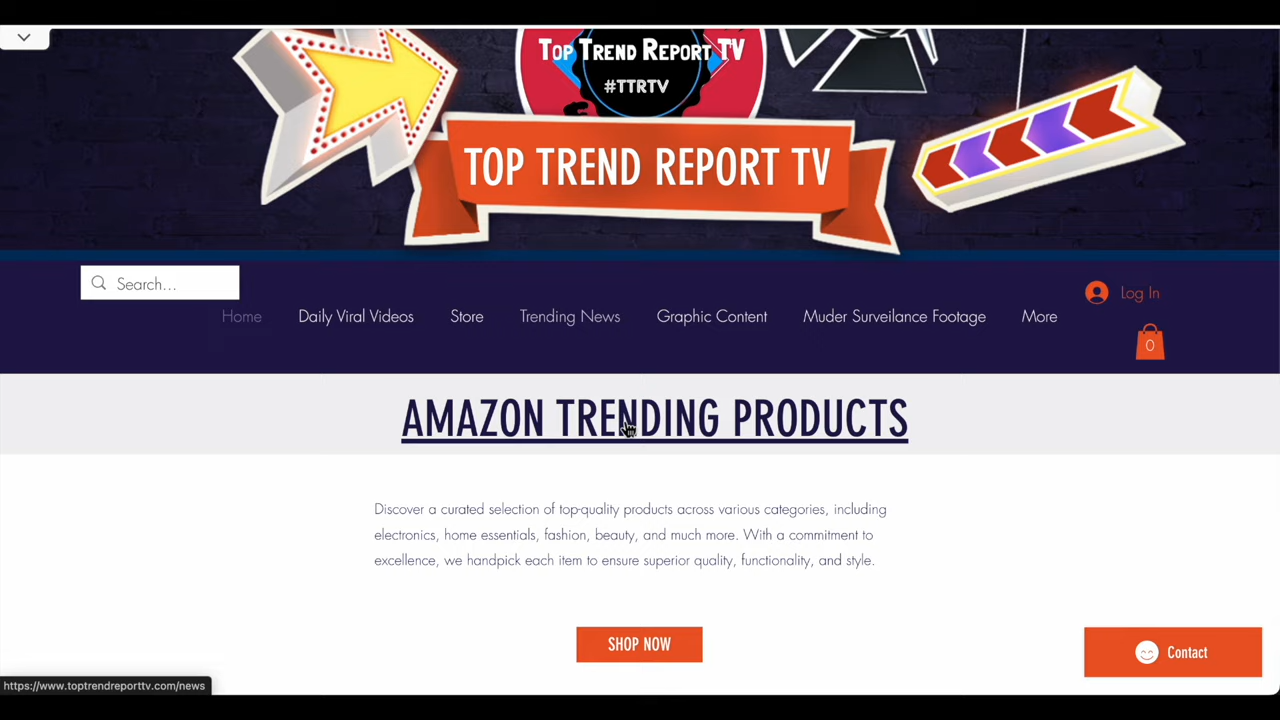 TOP TREND REPORT TV
#TTRTV
TOP TREND REPORT TV
Search...
Log In
Home Daily Viral Videos Store Trending News Graphic Content Muder Surveilance Footage More
0
AMAZON TRENDING PRODUCTS
Discover a curated selection of top-quality products across various categories, including
electronics, home essentials, fashion, beauty, and much more. With a commitment to
excellence, we handpick each item to ensure superior quality, functionality, and style.
SHOP NOW
Contact
https://www.toptrendreporttv.com/news